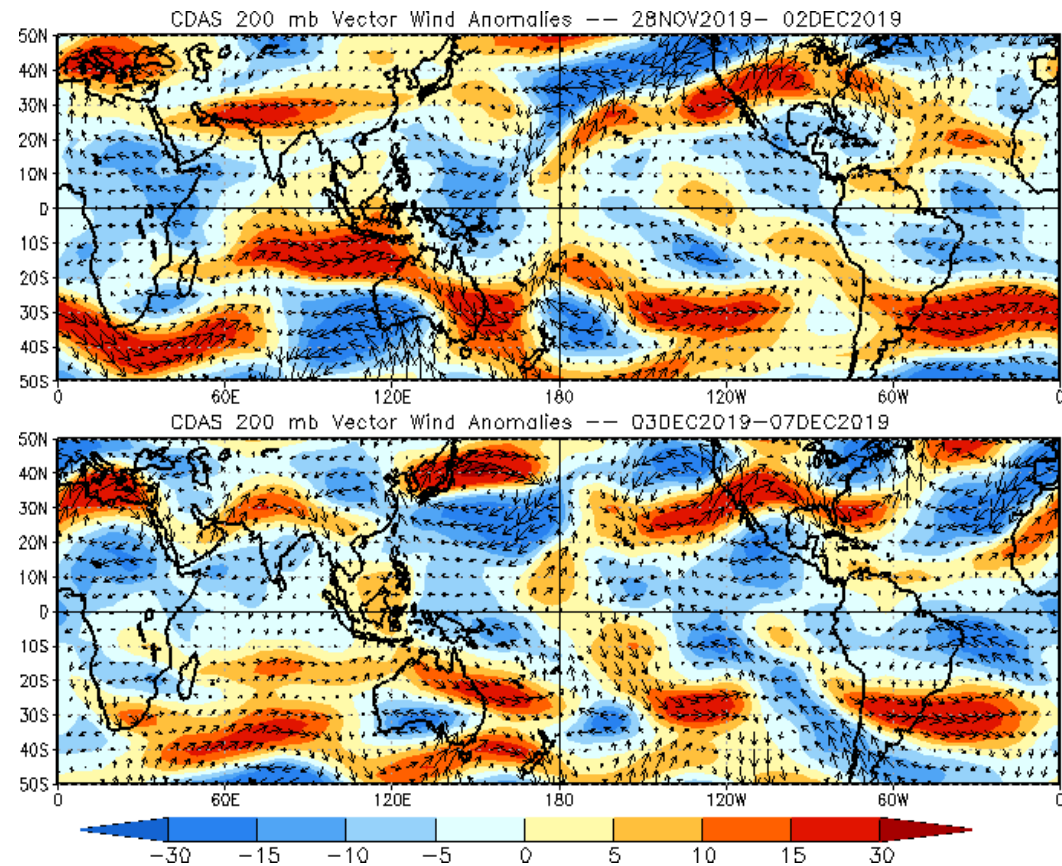 CDAS 200 mb Vector Wind Anomalies -- 28NOV2019- 02DEC2019
50N
40N
30N
20N
10N
0
10S
20S
30S
40S
50S
0 60E 120E 180 120W 60W 0
CDAS 200 mb Vector Wind Anomalies -- 03DEC2019-07DEC2019
50N
40N
30N
20N
10N
0
10S
20S
30S
40S
50S
0 60E 120E 180 120W 60W 0
-30 -15 -10 -5 0 5 10 15 30